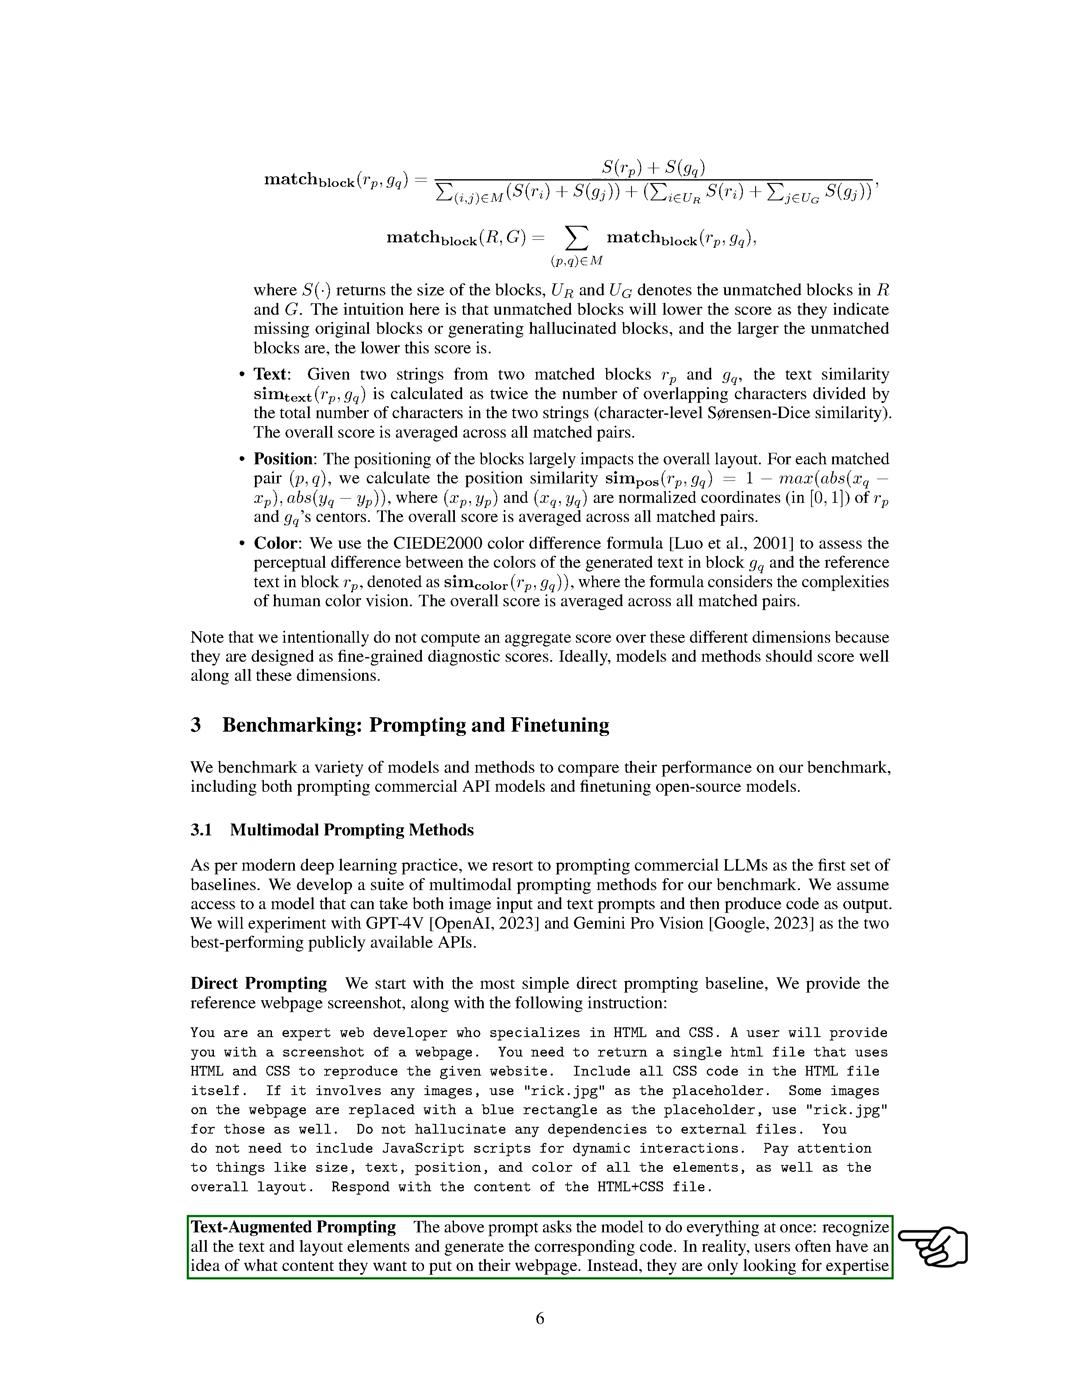 match_block(r_p, g_q) = S(r_p) + S(g_q) / ∑_(i,j)∈M (S(r_i) + S(g_j)) + (∑_i∈U_R S(r_i) + ∑_j∈U_G S(g_j)),
match_block(R, G) = ∑_(p,q)∈M match_block(r_p, g_q),
where S(·) returns the size of the blocks, U_R and U_G denotes the unmatched blocks in R
and G. The intuition here is that unmatched blocks will lower the score as they indicate
missing original blocks or generating hallucinated blocks, and the larger the unmatched
blocks are, the lower this score is.
• Text: Given two strings from two matched blocks r_p and g_q, the text similarity
sim_text(r_p, g_q) is calculated as twice the number of overlapping characters divided by
the total number of characters in the two strings (character-level Sørensen-Dice similarity).
The overall score is averaged across all matched pairs.
• Position: The positioning of the blocks largely impacts the overall layout. For each matched
pair (p, q), we calculate the position similarity sim_pos(r_p, g_q) = 1 − max(abs(x_q −
x_p), abs(y_q − y_p)), where (x_p, y_p) and (x_q, y_q) are normalized coordinates (in [0, 1]) of r_p
and g_q's centors. The overall score is averaged across all matched pairs.
• Color: We use the CIEDE2000 color difference formula [Luo et al., 2001] to assess the
perceptual difference between the colors of the generated text in block g_q and the reference
text in block r_p, denoted as sim_color(r_p, g_q)), where the formula considers the complexities
of human color vision. The overall score is averaged across all matched pairs.
Note that we intentionally do not compute an aggregate score over these different dimensions because
they are designed as fine-grained diagnostic scores. Ideally, models and methods should score well
along all these dimensions.
3 Benchmarking: Prompting and Finetuning
We benchmark a variety of models and methods to compare their performance on our benchmark,
including both prompting commercial API models and finetuning open-source models.
3.1 Multimodal Prompting Methods
As per modern deep learning practice, we resort to prompting commercial LLMs as the first set of
baselines. We develop a suite of multimodal prompting methods for our benchmark. We assume
access to a model that can take both image input and text prompts and then produce code as output.
We will experiment with GPT-4V [OpenAI, 2023] and Gemini Pro Vision [Google, 2023] as the two
best-performing publicly available APIs.
Direct Prompting We start with the most simple direct prompting baseline, We provide the
reference webpage screenshot, along with the following instruction:
You are an expert web developer who specializes in HTML and CSS. A user will provide
you with a screenshot of a webpage. You need to return a single html file that uses
HTML and CSS to reproduce the given website. Include all CSS code in the HTML file
itself. If it involves any images, use "rick.jpg" as the placeholder. Some images
on the webpage are replaced with a blue rectangle as the placeholder, use "rick.jpg"
for those as well. Do not hallucinate any dependencies to external files. You
do not need to include JavaScript scripts for dynamic interactions. Pay attention
to things like size, text, position, and color of all the elements, as well as the
overall layout. Respond with the content of the HTML+CSS file.
Text-Augmented Prompting The above prompt asks the model to do everything at once: recognize
all the text and layout elements and generate the corresponding code. In reality, users often have an
idea of what content they want to put on their webpage. Instead, they are only looking for expertise
6